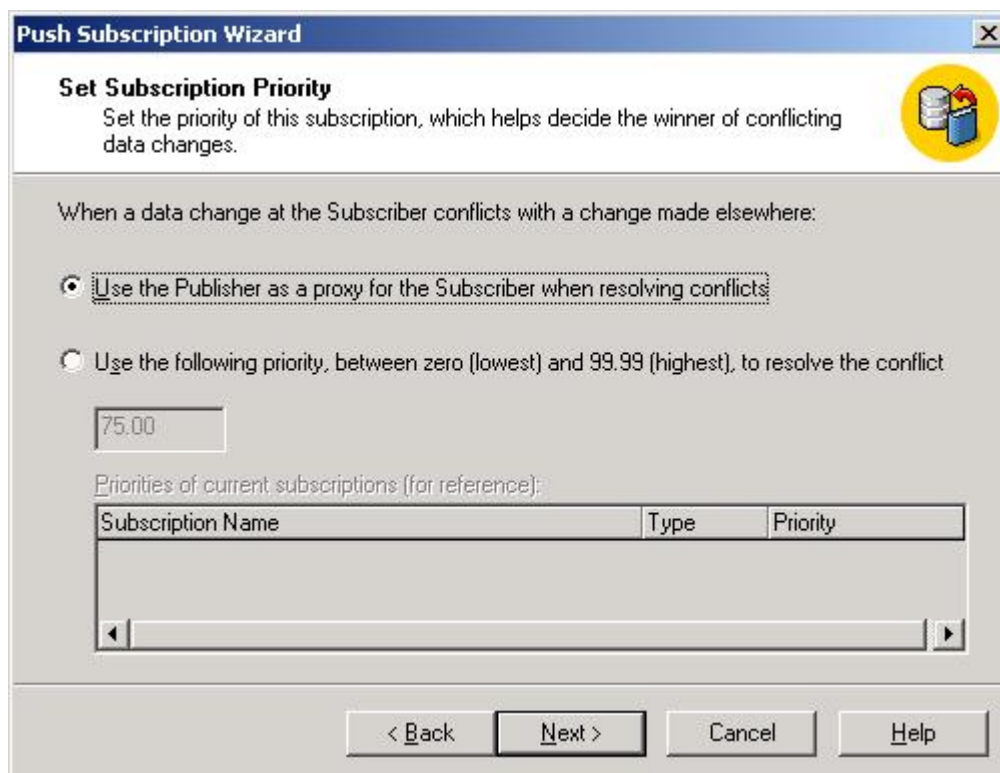 Push Subscription Wizard
Set Subscription Priority
Set the priority of this subscription, which helps decide the winner of conflicting
data changes.
When a data change at the Subscriber conflicts with a change made elsewhere:
Use the Publisher as a proxy for the Subscriber when resolving conflicts
Use the following priority, between zero (lowest) and 99.99 (highest), to resolve the conflict
75.00
Priorities of current subscriptions (for reference):
Subscription Name Type Priority
< Back Next > Cancel Help